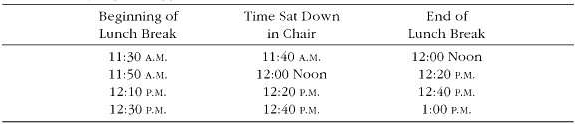 Beginning of Time Sat Down End of
Lunch Break in Chair Lunch Break
11:30 A.M. 11:40 A.M. 12:00 Noon
11:50 A.M. 12:00 Noon 12:20 P.M.
12:10 P.M. 12:20 P.M. 12:40 P.M.
12:30 P.M. 12:40 P.M. 1:00 P.M.